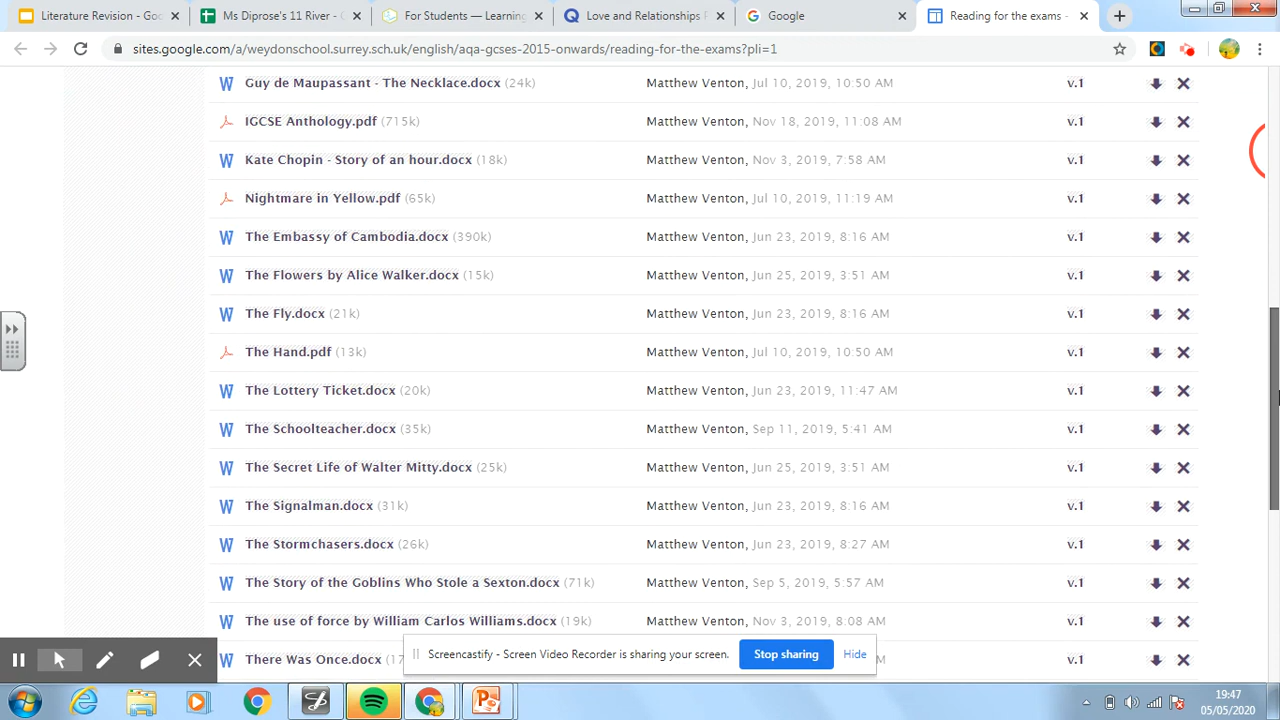 Literature Revision - Goo
Ms Diprose's 11 River - G
For Students — Learning
Love and Relationships P
Google
Reading for the exams -
sites.google.com/a/weydonschool.surrey.sch.uk/english/aqa-gcses-2015-onwards/reading-for-the-exams?pli=1
Guy de Maupassant - The Necklace.docx (24k) Matthew Venton, Jul 10, 2019, 10:50 AM v.1
IGCSE Anthology.pdf (715k) Matthew Venton, Nov 18, 2019, 11:08 AM v.1
Kate Chopin - Story of an hour.docx (18k) Matthew Venton, Nov 3, 2019, 7:58 AM v.1
Nightmare in Yellow.pdf (65k) Matthew Venton, Jul 10, 2019, 11:19 AM v.1
The Embassy of Cambodia.docx (390k) Matthew Venton, Jun 23, 2019, 8:16 AM v.1
The Flowers by Alice Walker.docx (15k) Matthew Venton, Jun 25, 2019, 3:51 AM v.1
The Fly.docx (21k) Matthew Venton, Jun 23, 2019, 8:16 AM v.1
The Hand.pdf (13k) Matthew Venton, Jul 10, 2019, 10:50 AM v.1
The Lottery Ticket.docx (20k) Matthew Venton, Jun 23, 2019, 11:47 AM v.1
The Schoolteacher.docx (35k) Matthew Venton, Sep 11, 2019, 5:41 AM v.1
The Secret Life of Walter Mitty.docx (25k) Matthew Venton, Jun 25, 2019, 3:51 AM v.1
The Signalman.docx (31k) Matthew Venton, Jun 23, 2019, 8:16 AM v.1
The Stormchasers.docx (26k) Matthew Venton, Jun 23, 2019, 8:27 AM v.1
The Story of the Goblins Who Stole a Sexton.docx (71k) Matthew Venton, Sep 5, 2019, 5:57 AM v.1
The use of force by William Carlos Williams.docx (19k) Matthew Venton, Nov 3, 2019, 8:08 AM v.1
There Was Once.docx (17 M v.1
Screencastify - Screen Video Recorder is sharing your screen. Stop sharing Hide
19:47
05/05/2020